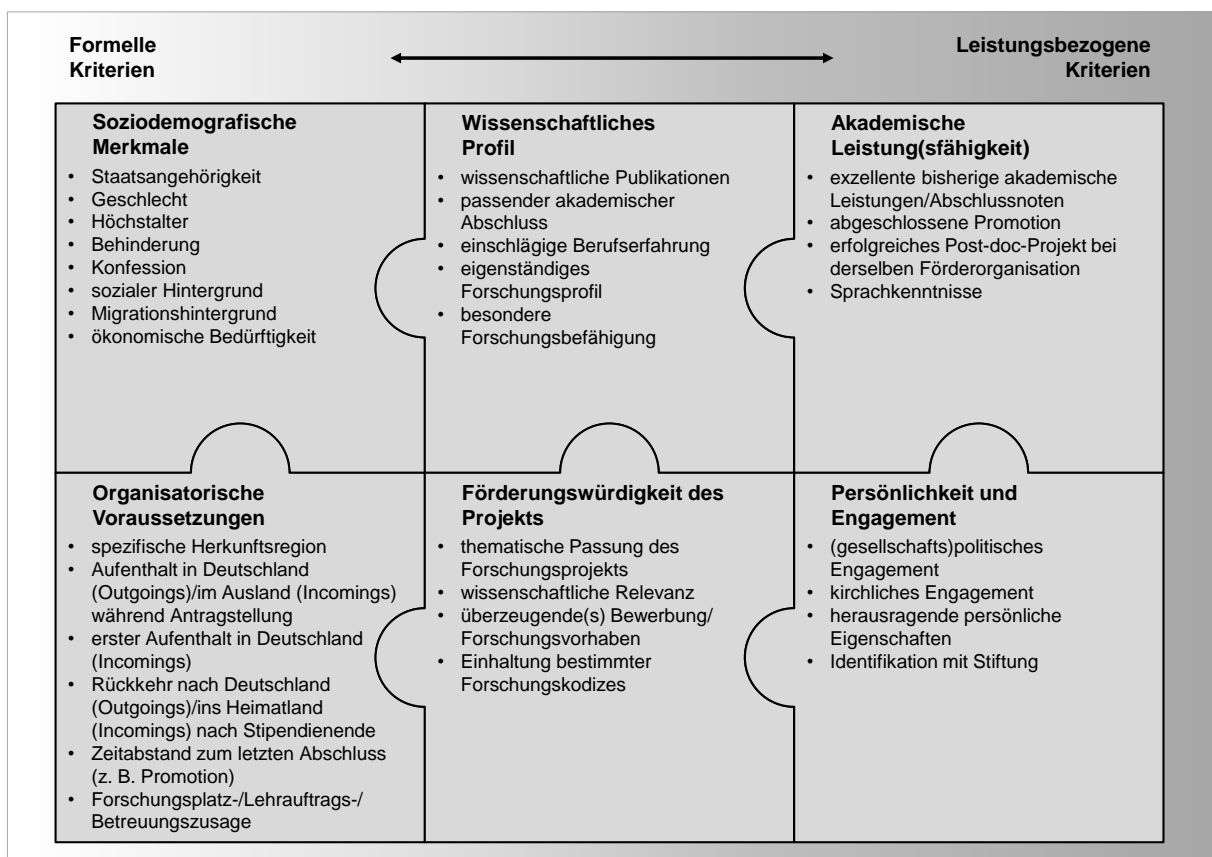 Formelle
Kriterien
Leistungsbezogene
Kriterien
Soziodemografische
Merkmale
• Staatsangehörigkeit
• Geschlecht
• Höchstalter
• Behinderung
• Konfession
• sozialer Hintergrund
• Migrationshintergrund
• ökonomische Bedürftigkeit
Wissenschaftliches
Profil
• wissenschaftliche Publikationen
• passender akademischer
Abschluss
• einschlägige Berufserfahrung
• eigenständiges
Forschungsprofil
• besondere
Forschungsbefähigung
Akademische
Leistung(sfähigkeit)
• exzellente bisherige akademische
Leistungen/Abschlussnoten
• abgeschlossene Promotion
• erfolgreiches Post-doc-Projekt bei
derselben Förderorganisation
• Sprachkenntnisse
Organisatorische
Voraussetzungen
• spezifische Herkunftsregion
• Aufenthalt in Deutschland
(Outgoings)/im Ausland (Incomings)
während Antragstellung
• erster Aufenthalt in Deutschland
(Incomings)
• Rückkehr nach Deutschland
(Outgoings)/ins Heimatland
(Incomings) nach Stipendienende
• Zeitabstand zum letzten Abschluss
(z. B. Promotion)
• Forschungsplatz-/Lehrauftrags-/
Betreuungszusage
Förderungswürdigkeit des
Projekts
• thematische Passung des
Forschungsprojekts
• wissenschaftliche Relevanz
• überzeugende(s) Bewerbung/
Forschungsvorhaben
• Einhaltung bestimmter
Forschungskodizes
Persönlichkeit und
Engagement
• (gesellschafts)politisches
Engagement
• kirchliches Engagement
• herausragende persönliche
Eigenschaften
• Identifikation mit Stiftung